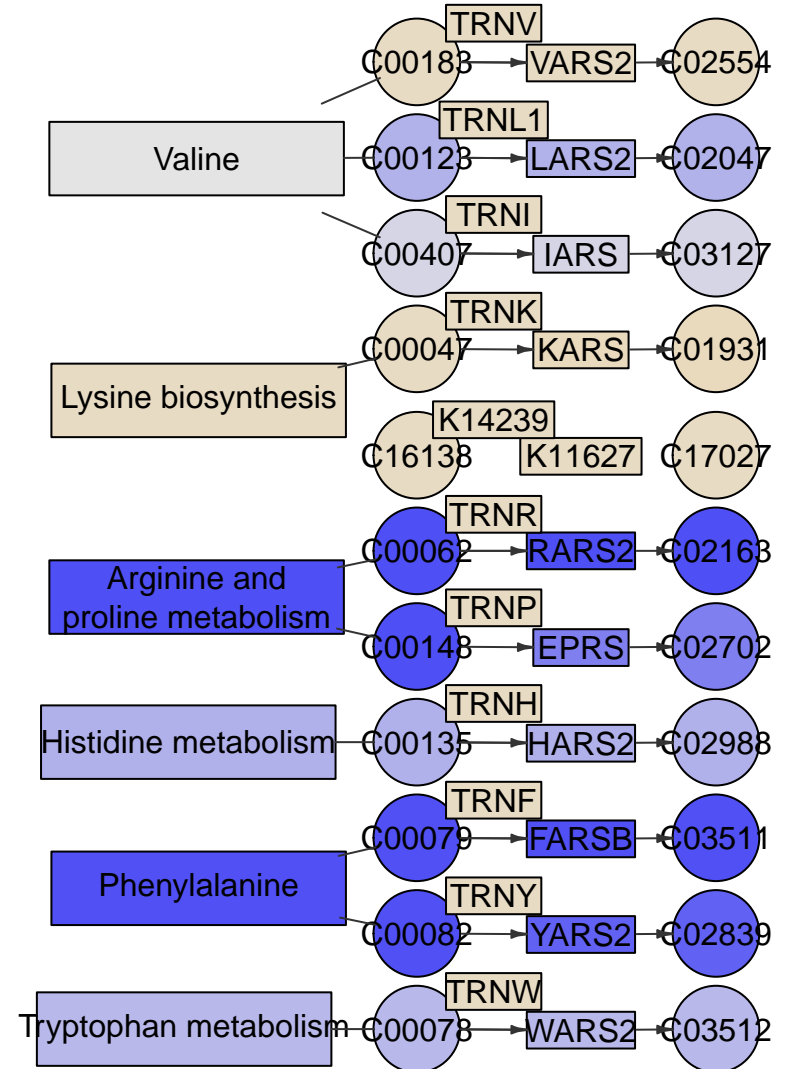 TRNV
C00183
VARS2
C02554
TRNL1
Valine
C00123
LARS2
C02047
TRNI
C00407
IARS
C03127
TRNK
C00047
KARS
C01931
Lysine biosynthesis
K14239
C16138
K11627
C17027
TRNR
C00062
RARS2
C02163
Arginine and
proline metabolism
TRNP
C00148
EPRS
C02702
TRNH
Histidine metabolism
C00135
HARS2
C02988
TRNF
C00079
FARSB
C03511
Phenylalanine
TRNY
C00082
YARS2
C02839
TRNW
Tryptophan metabolism
C00078
WARS2
C03512